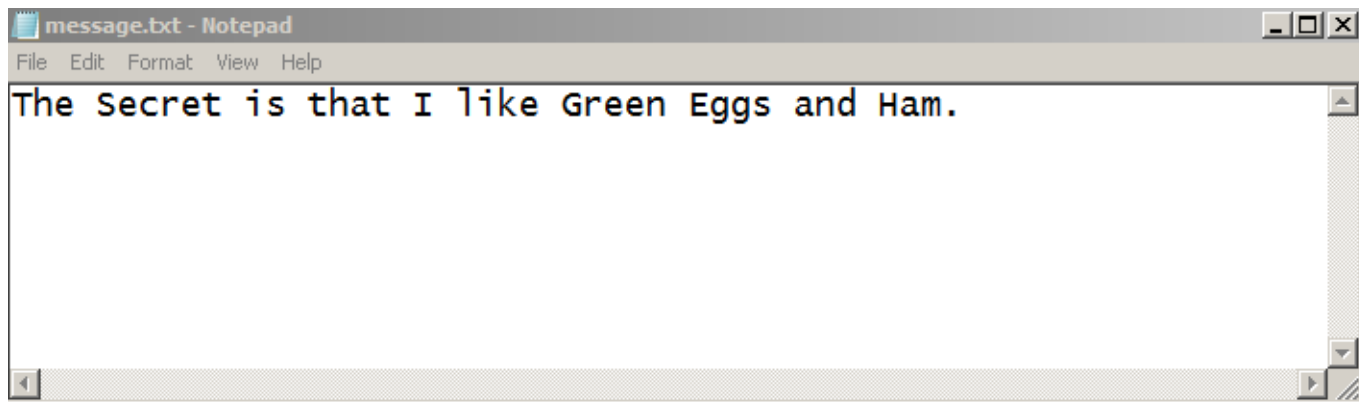 message.txt - Notepad
File Edit Format View Help
The Secret is that I like Green Eggs and Ham.